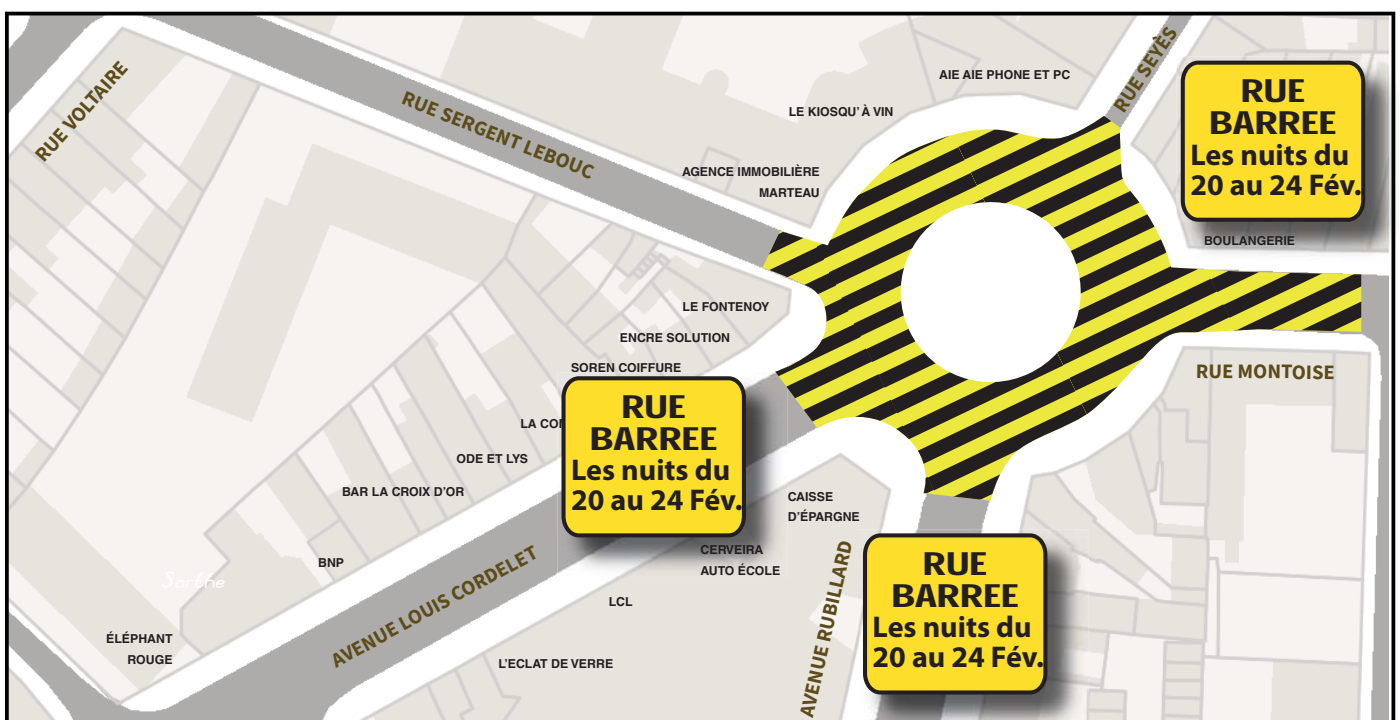 RUE VOLTAIRE
RUE SERGENT LEBOUC
AIE AIE PHONE ET PC
LE KIOSQU' À VIN
AGENCE IMMOBILIÈRE
MARTEAU
RUE SEYÈS
RUE
BARREE
Les nuits du
20 au 24 Fév.
BOULANGERIE
RUE MONTOISE
LE FONTENOY
ENCRE SOLUTION
SOREN COIFFURE
LA
ODE ET LYS
BAR LA CROIX D'OR
BNP
Sarthe
ÉLÉPHANT
ROUGE
AVENUE LOUIS CORDELET
RUE
BARREE
Les nuits du
20 au 24 Fév.
CAISSE
D'ÉPARGNE
CERVEIRA
AUTO ÉCOLE
LCL
L'ECLAT DE VERRE
AVENUE RUBILLARD
RUE
BARREE
Les nuits du
20 au 24 Fév.